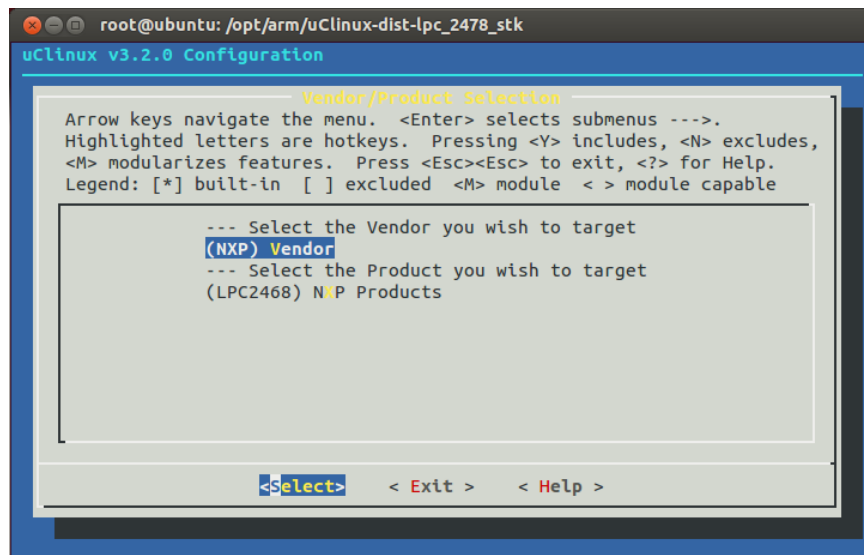 root@ubuntu: /opt/arm/uClinux-dist-lpc_2478_stk
uClinux v3.2.0 Configuration
Vendor/Product Selection
Arrow keys navigate the menu.  <Enter> selects submenus --->.
Highlighted letters are hotkeys.  Pressing <Y> includes, <N> excludes,
<M> modularizes features.  Press <Esc><Esc> to exit, <?> for Help.
Legend: [*] built-in  [ ] excluded  <M> module  < > module capable
--- Select the Vendor you wish to target
(NXP) Vendor
--- Select the Product you wish to target
(LPC2468) NXP Products
<Select>    < Exit >    < Help >